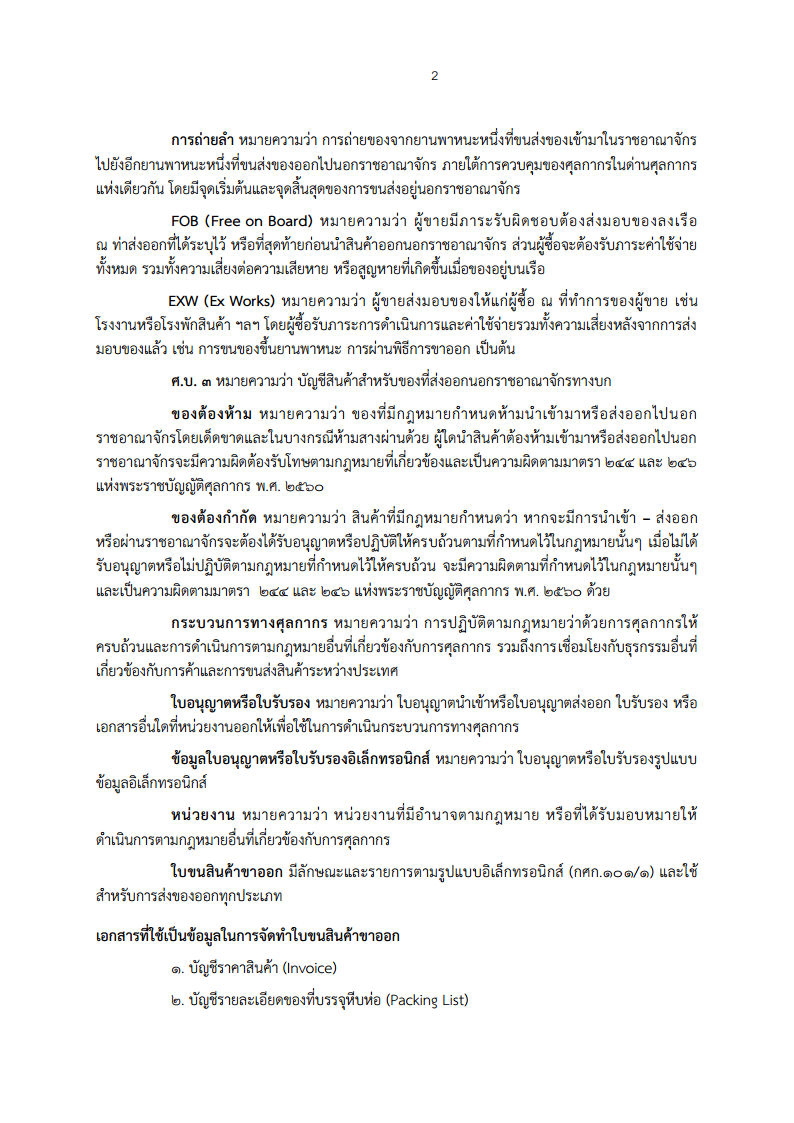 2
การถ่ายลำ หมายความว่า การถ่ายของจากยานพาหนะหนึ่งที่ขนส่งของเข้ามาในราชอาณาจักร
ไปยังอีกยานพาหนะหนึ่งที่ขนส่งของออกไปนอกราชอาณาจักร ภายใต้การควบคุมของศุลกากรในด่านศุลกากร
แห่งเดียวกัน โดยมีจุดเริ่มต้นและจุดสิ้นสุดของการขนส่งอยู่นอกราชอาณาจักร
FOB (Free on Board) หมายความว่า ผู้ขายมีภาระรับผิดชอบต้องส่งมอบของลงเรือ
ณ ท่าส่งออกที่ได้ระบุไว้ หรือที่สุดท้ายก่อนนำสินค้าออกนอกราชอาณาจักร ส่วนผู้ซื้อจะต้องรับภาระค่าใช้จ่าย
ทั้งหมด รวมทั้งความเสี่ยงต่อความเสียหาย หรือสูญหายที่เกิดขึ้นเมื่อของอยู่บนเรือ
EXW (Ex Works) หมายความว่า ผู้ขายส่งมอบของให้แก่ผู้ซื้อ ณ ที่ทำการของผู้ขาย เช่น
โรงงานหรือโรงพักสินค้า ฯลฯ โดยผู้ซื้อรับภาระการดำเนินการและค่าใช้จ่ายรวมทั้งความเสี่ยงหลังจากการส่ง
มอบของแล้ว เช่น การขนของขึ้นยานพาหนะ การผ่านพิธีการขาออก เป็นต้น
ศ.บ. ๓ หมายความว่า บัญชีสินค้าสำหรับของที่ส่งออกนอกราชอาณาจักรทางบก
ของต้องห้าม หมายความว่า ของที่มีกฎหมายกำหนดห้ามนำเข้ามาหรือส่งออกไปนอก
ราชอาณาจักรโดยเด็ดขาดและในบางกรณีห้ามสางผ่านด้วย ผู้ใดนำสินค้าต้องห้ามเข้ามาหรือส่งออกไปนอก
ราชอาณาจักรจะมีความผิดต้องรับโทษตามกฎหมายที่เกี่ยวข้องและเป็นความผิดตามมาตรา ๒๔๔ และ ๒๔๖
แห่งพระราชบัญญัติศุลกากร พ.ศ. ๒๕๖๐
ของต้องกำกัด หมายความว่า สินค้าที่มีกฎหมายกำหนดว่า หากจะมีการนำเข้า – ส่งออก
หรือผ่านราชอาณาจักรจะต้องได้รับอนุญาตหรือปฏิบัติให้ครบถ้วนตามที่กำหนดไว้ในกฎหมายนั้นๆ เมื่อไม่ได้
รับอนุญาตหรือไม่ปฏิบัติตามกฎหมายที่กำหนดไว้ให้ครบถ้วน จะมีความผิดตามที่กำหนดไว้ในกฎหมายนั้นๆ
และเป็นความผิดตามมาตรา ๒๔๔ และ ๒๔๖ แห่งพระราชบัญญัติศุลกากร พ.ศ. ๒๕๖๐ ด้วย
กระบวนการทางศุลกากร หมายความว่า การปฏิบัติตามกฎหมายว่าด้วยการศุลกากรให้
ครบถ้วนและการดำเนินการตามกฎหมายอื่นที่เกี่ยวข้องกับการศุลกากร รวมถึงการเชื่อมโยงกับธุรกรรมอื่นที่
เกี่ยวข้องกับการค้าและการขนส่งสินค้าระหว่างประเทศ
ใบอนุญาตหรือใบรับรอง หมายความว่า ใบอนุญาตนำเข้าหรือใบอนุญาตส่งออก ใบรับรอง หรือ
เอกสารอื่นใดที่หน่วยงานออกให้เพื่อใช้ในการดำเนินกระบวนการทางศุลกากร
ข้อมูลใบอนุญาตหรือใบรับรองอิเล็กทรอนิกส์ หมายความว่า ใบอนุญาตหรือใบรับรองรูปแบบ
ข้อมูลอิเล็กทรอนิกส์
หน่วยงาน หมายความว่า หน่วยงานที่มีอำนาจตามกฎหมาย หรือที่ได้รับมอบหมายให้
ดำเนินการตามกฎหมายอื่นที่เกี่ยวข้องกับการศุลกากร
ใบขนสินค้าขาออก มีลักษณะและรายการตามรูปแบบอิเล็กทรอนิกส์ (กศก.๑๐๑/๑) และใช้
สำหรับการส่งของออกทุกประเภท
เอกสารที่ใช้เป็นข้อมูลในการจัดทำใบขนสินค้าขาออก
๑. บัญชีราคาสินค้า (Invoice)
๒. บัญชีรายละเอียดของที่บรรจุหีบห่อ (Packing List)